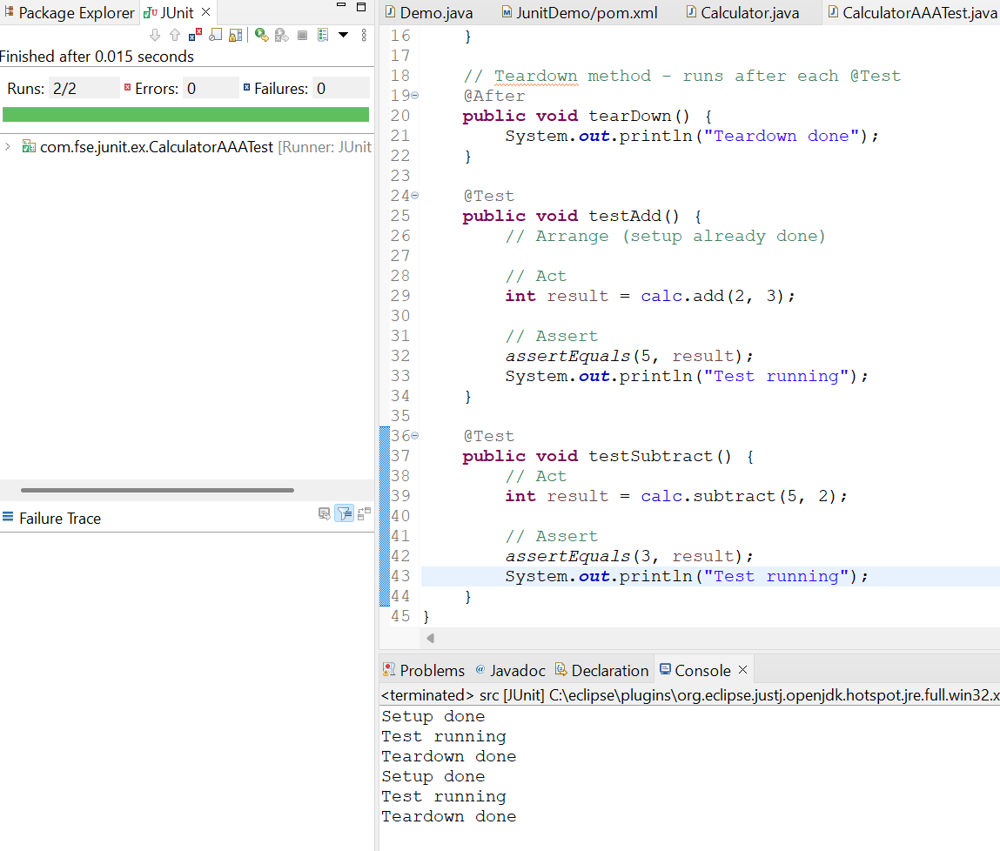 Package Explorer JUnit
Finished after 0.015 seconds
Runs: 2/2 Errors: 0 Failures: 0
com.fse.junit.ex.CalculatorAAATest [Runner: JUnit
Failure Trace
Demo.java JunitDemo/pom.xml Calculator.java CalculatorAAATest.java
16     }
17
18     // Teardown method - runs after each @Test
19     @After
20     public void tearDown() {
21         System.out.println("Teardown done");
22     }
23
24     @Test
25     public void testAdd() {
26         // Arrange (setup already done)
27
28         // Act
29         int result = calc.add(2, 3);
30
31         // Assert
32         assertEquals(5, result);
33         System.out.println("Test running");
34     }
35
36     @Test
37     public void testSubtract() {
38         // Act
39         int result = calc.subtract(5, 2);
40
41         // Assert
42         assertEquals(3, result);
43         System.out.println("Test running");
44     }
45 }
Problems Javadoc Declaration Console
<terminated> src [JUnit] C:\eclipse\plugins\org.eclipse.justj.openjdk.hotspot.jre.full.win32.x
Setup done
Test running
Teardown done
Setup done
Test running
Teardown done